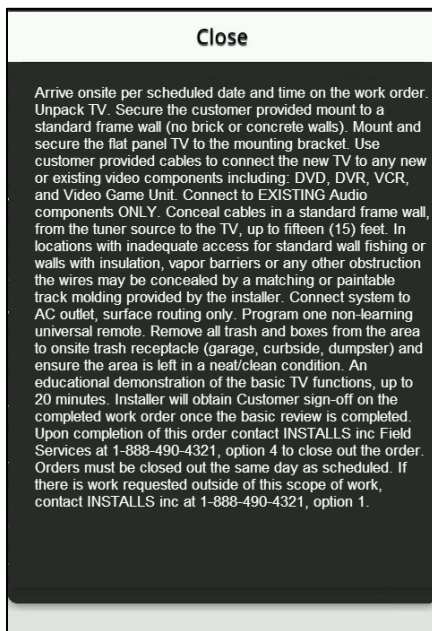 Close
Arrive onsite per scheduled date and time on the work order.
Unpack TV. Secure the customer provided mount to a
standard frame wall (no brick or concrete walls). Mount and
secure the flat panel TV to the mounting bracket. Use
customer provided cables to connect the new TV to any new
or existing video components including: DVD, DVR, VCR,
and Video Game Unit. Connect to EXISTING Audio
components ONLY. Conceal cables in a standard frame wall,
from the tuner source to the TV, up to fifteen (15) feet. In
locations with inadequate access for standard wall fishing or
walls with insulation, vapor barriers or any other obstruction
the wires may be concealed by a matching or paintable
track molding provided by the installer. Connect system to
AC outlet, surface routing only. Program one non-learning
universal remote. Remove all trash and boxes from the area
to onsite trash receptacle (garage, curbside, dumpster) and
ensure the area is left in a neat/clean condition. An
educational demonstration of the basic TV functions, up to
20 minutes. Installer will obtain Customer sign-off on the
completed work order once the basic review is completed.
Upon completion of this order contact INSTALLS inc Field
Services at 1-888-490-4321, option 4 to close out the order.
Orders must be closed out the same day as scheduled. If
there is work requested outside of this scope of work,
contact INSTALLS inc at 1-888-490-4321, option 1.